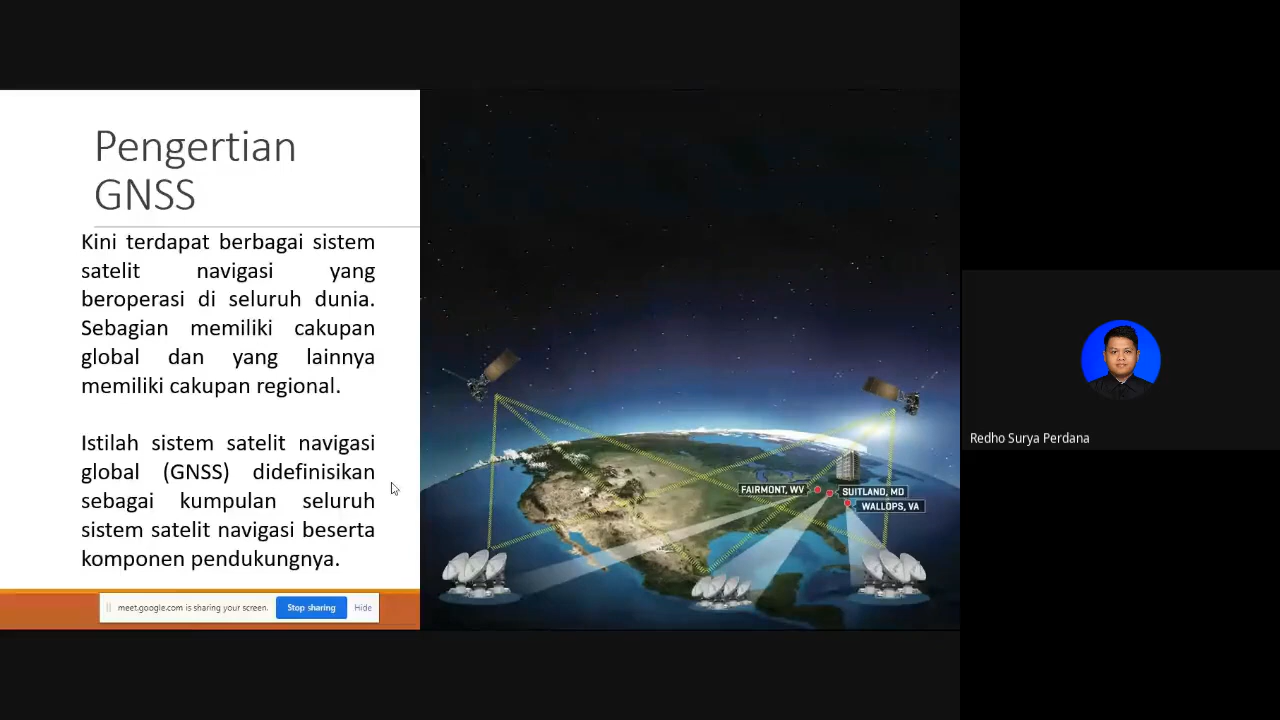 Pengertian
GNSS
Kini terdapat berbagai sistem
satelit navigasi yang
beroperasi di seluruh dunia.
Sebagian memiliki cakupan
global dan yang lainnya
memiliki cakupan regional.
Istilah sistem satelit navigasi
global (GNSS) didefinisikan
sebagai kumpulan seluruh
sistem satelit navigasi beserta
komponen pendukungnya.
meet.google.com is sharing your screen.
Stop sharing
Hide
FAIRMONT, WV
SUITLAND, MD
WALLOPS, VA
Redho Surya Perdana